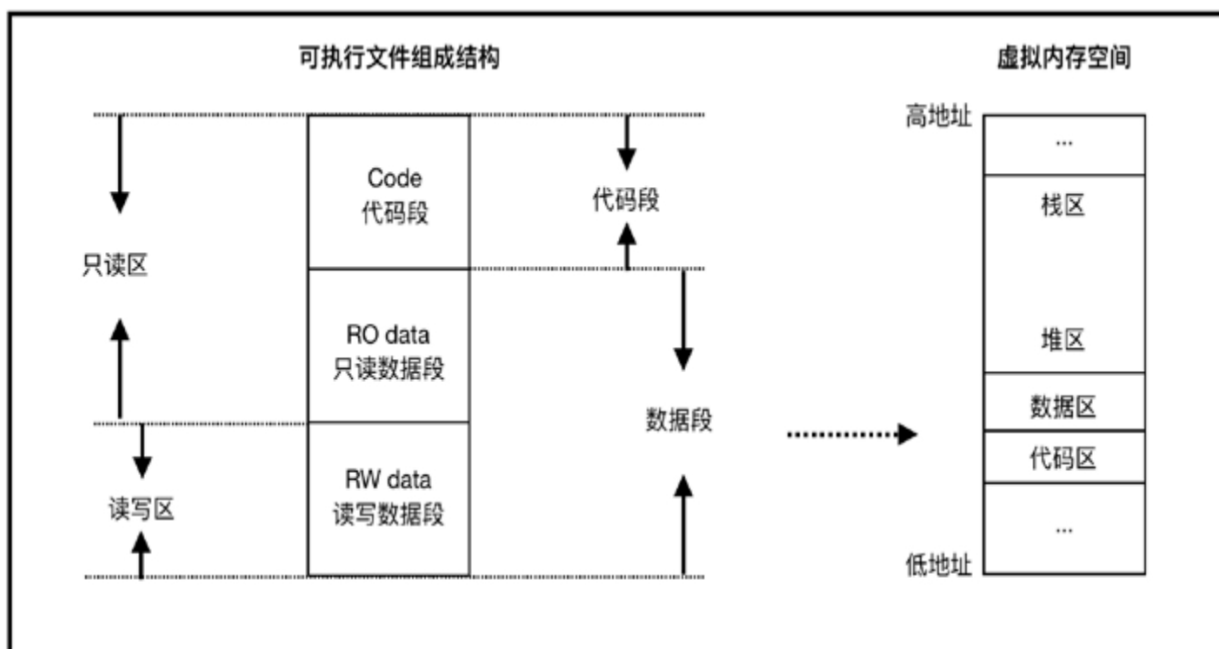 可执行文件组成结构
虚拟内存空间
高地址
...
Code
代码段
代码段
栈区
只读区
RO data
只读数据段
堆区
数据段
数据区
代码区
RW data
读写数据段
读写区
...
低地址